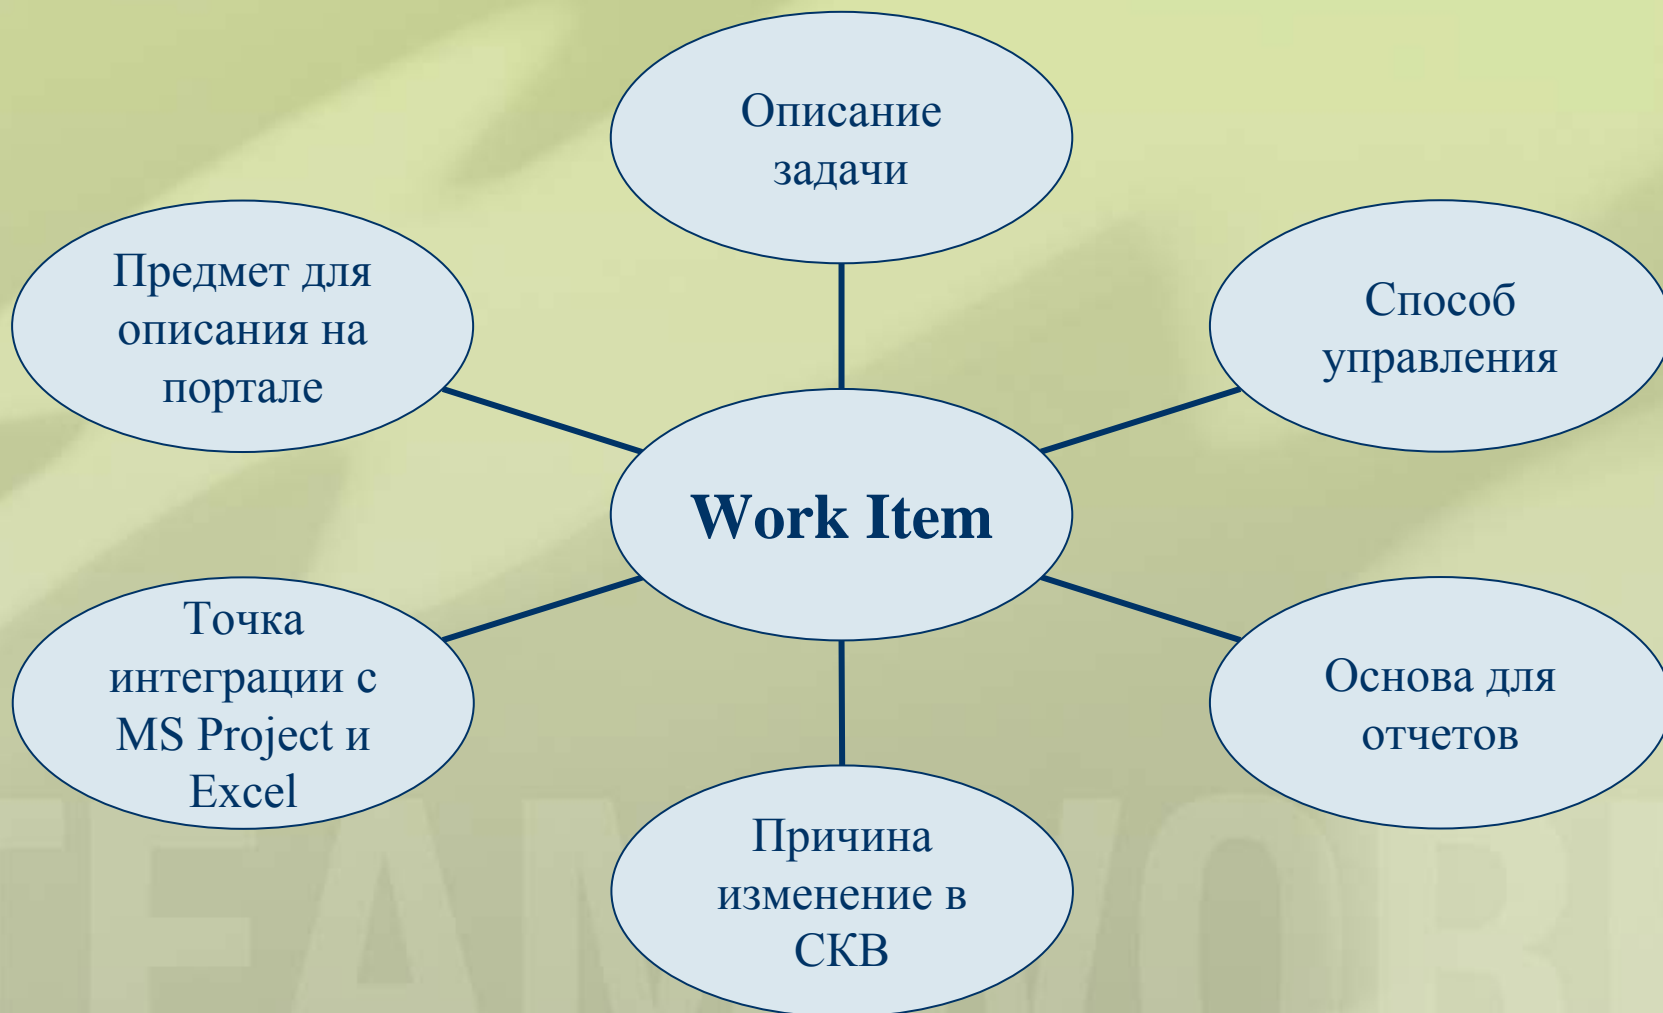 Описание
задачи
Предмет для
описания на
портале
Способ
управления
Work Item
Точка
интеграции с
MS Project и
Excel
Основа для
отчетов
Причина
изменение в
СКВ
TEAMWOR